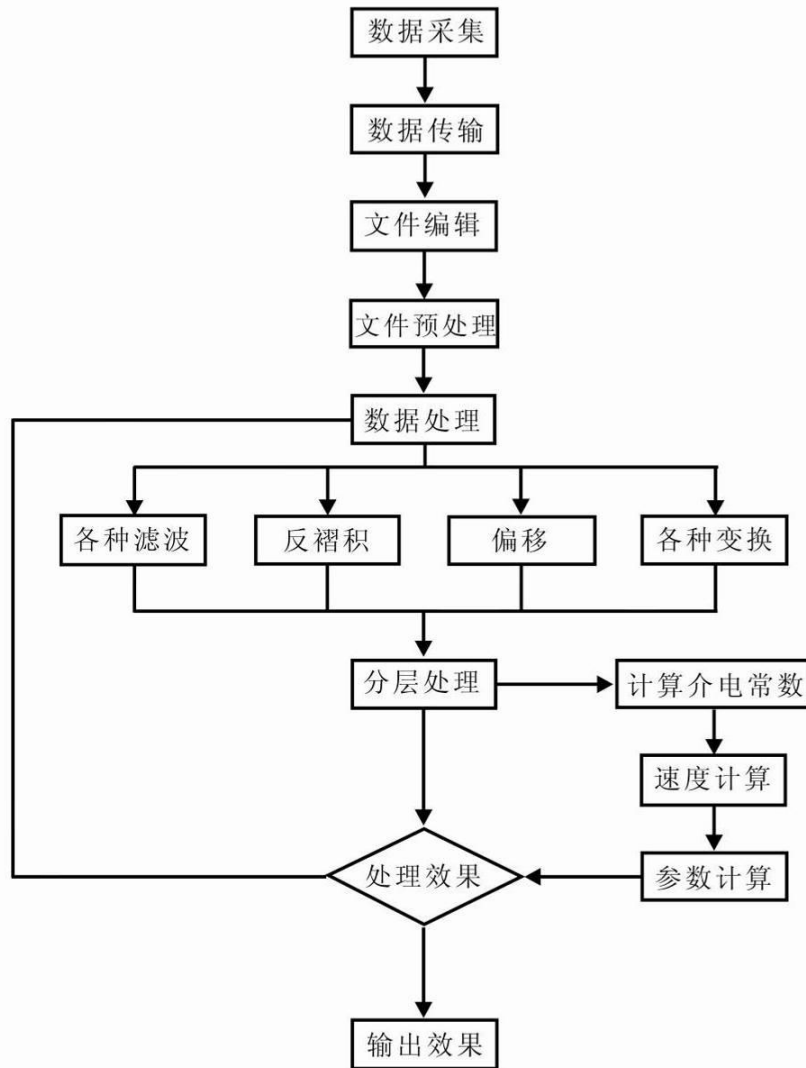 数据采集
数据传输
文件编辑
文件预处理
数据处理
各种滤波
反褶积
偏移
各种变换
分层处理
计算介电常数
速度计算
处理效果
参数计算
输出效果